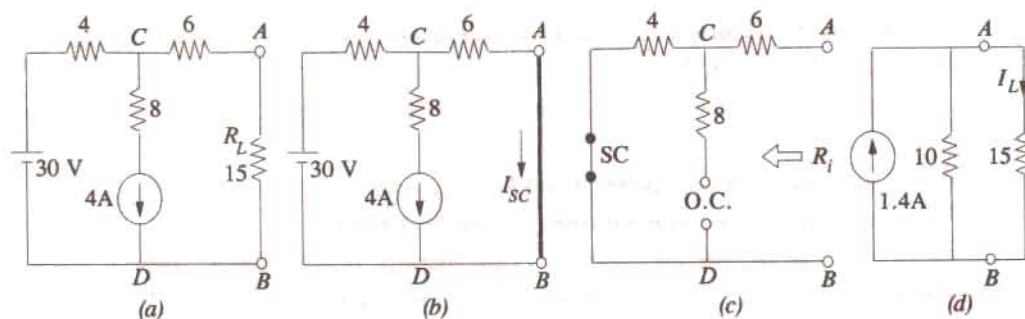 4 C 6 A
8
30 V
R_L
15
4A
D B
(a)
4 C 6 A
8
30 V
4A
I_SC
D B
(b)
4 C 6 A
8
SC
R_i
O.C.
D B
(c)
A
I_L
10
15
1.4A
B
(d)